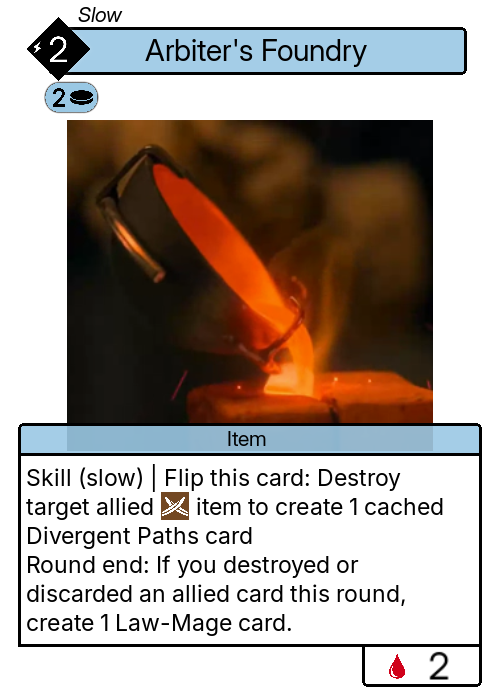 Slow
2
Arbiter's Foundry
2
Item
Skill (slow) | Flip this card: Destroy
target allied item to create 1 cached
Divergent Paths card
Round end: If you destroyed or
discarded an allied card this round,
create 1 Law-Mage card.
2